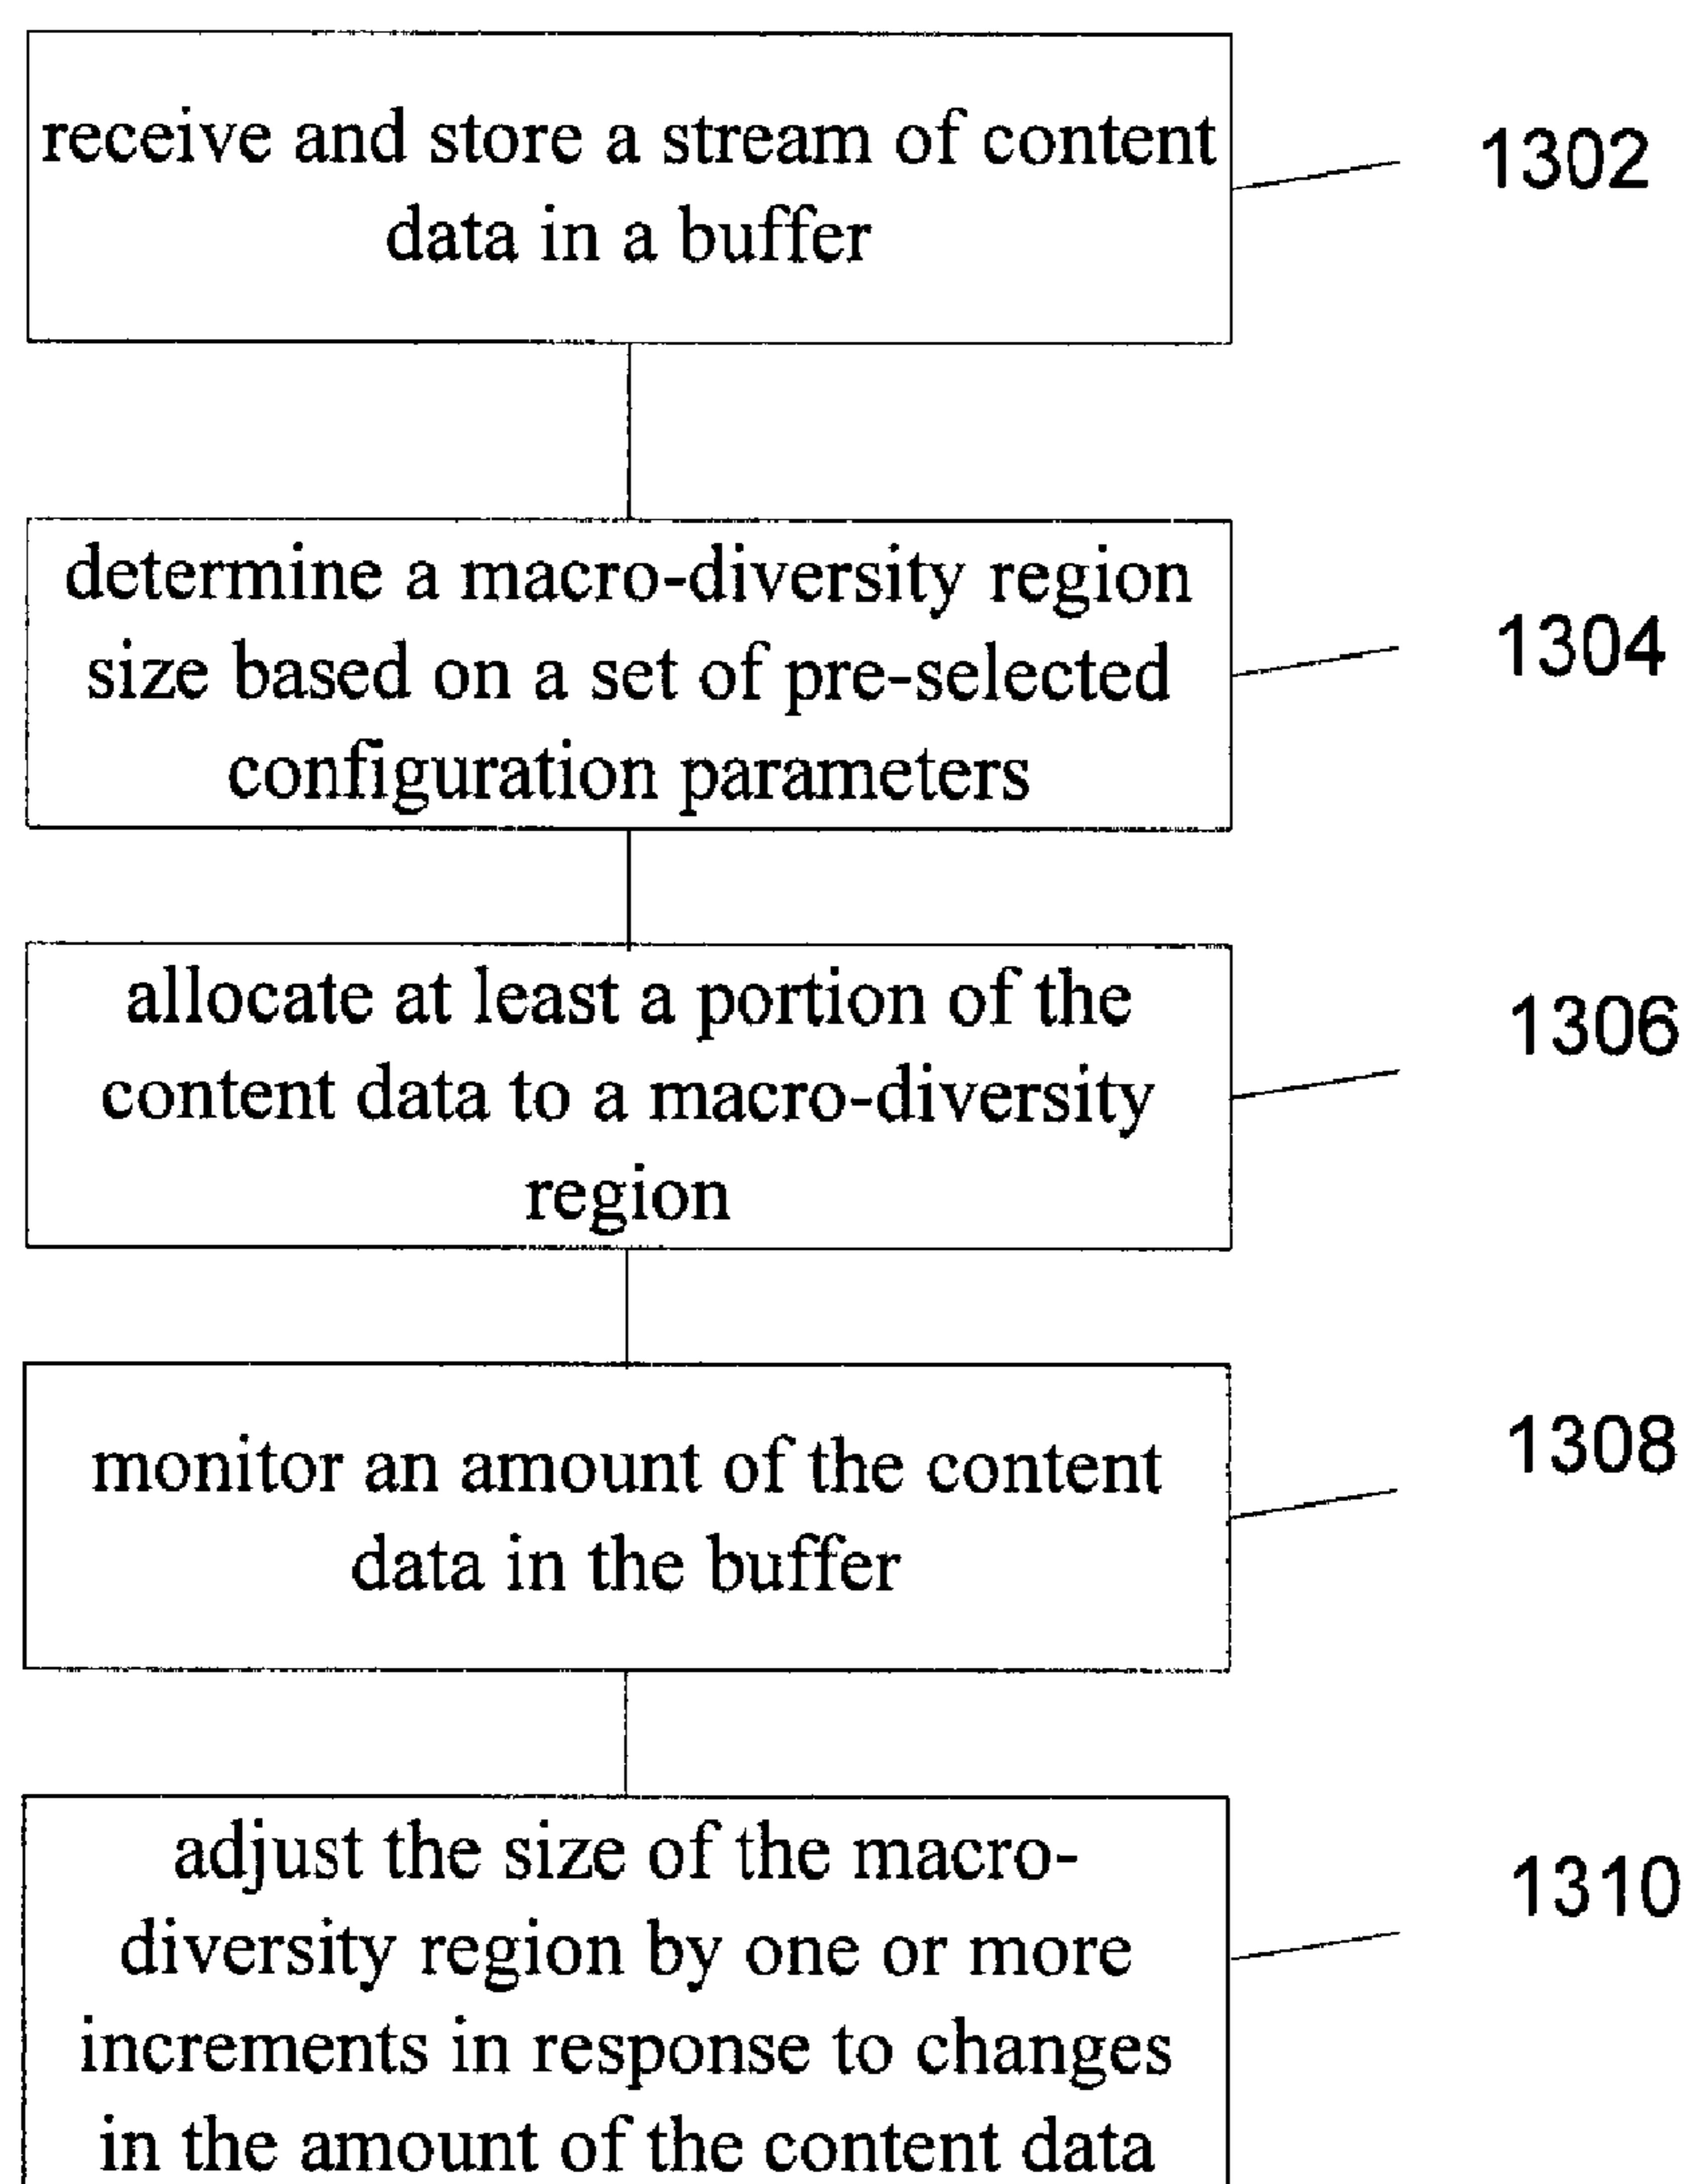 receive and store a stream of content
data in a buffer
1302
determine a macro-diversity region
size based on a set of pre-selected
configuration parameters
1304
allocate at least a portion of the
content data to a macro-diversity
region
1306
monitor an amount of the content
data in the buffer
1308
adjust the size of the macro-
diversity region by one or more
increments in response to changes
in the amount of the content data
1310